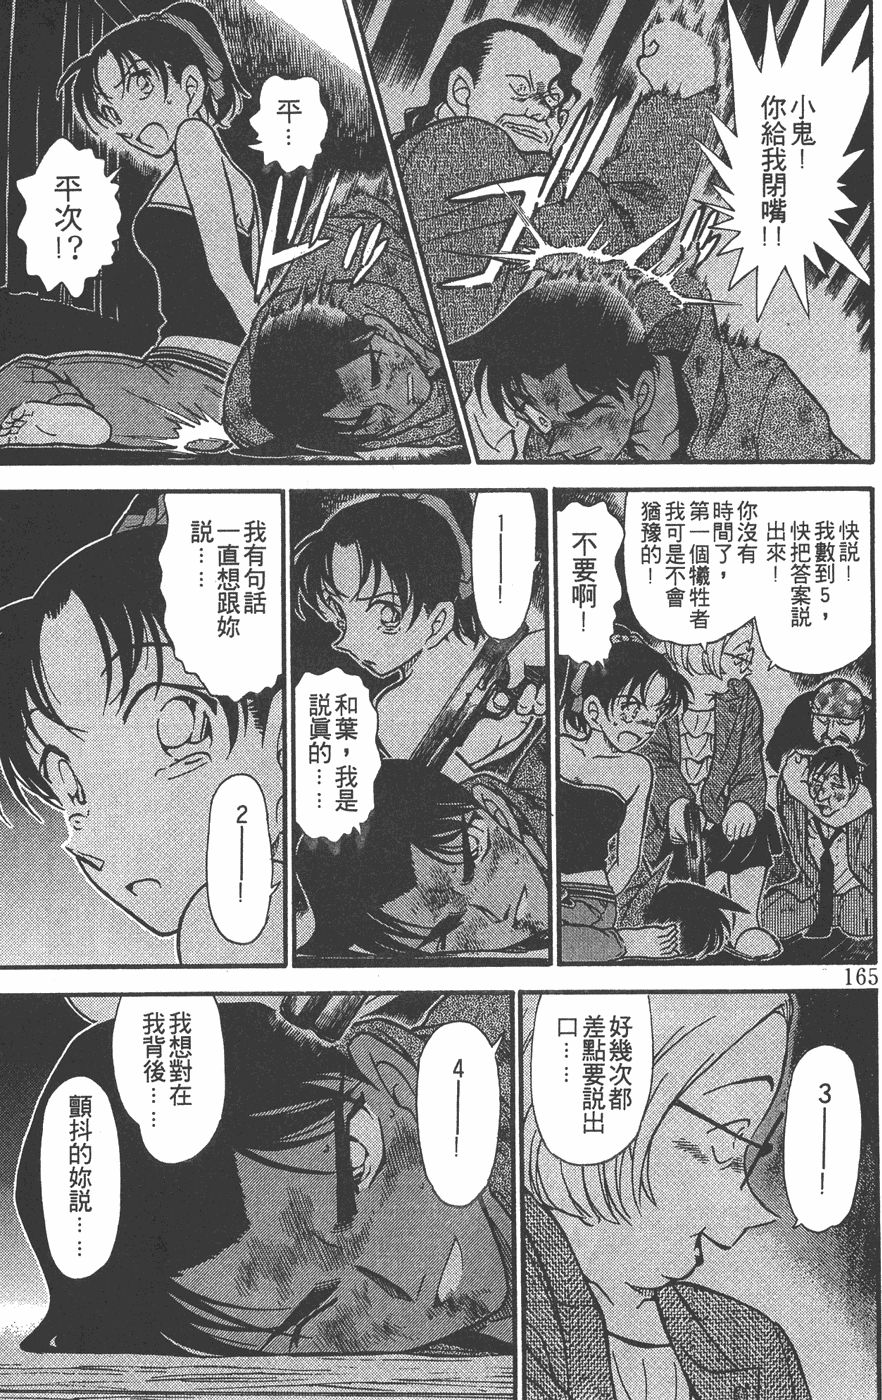 小鬼！
你給我閉嘴！！
平…
平次！？
快說！
我數到5，
快把答案說
出來！
你沒有
時間了，
第一個犧牲者
我可是不會
猶豫的！
不要啊！
1——！
和葉，我是
說真的……
我有句話
一直想跟妳
說……
2——！
3——！
好幾次都
差點要說出
口……
4——！
我想對在
我背後……
顫抖的妳說……
165